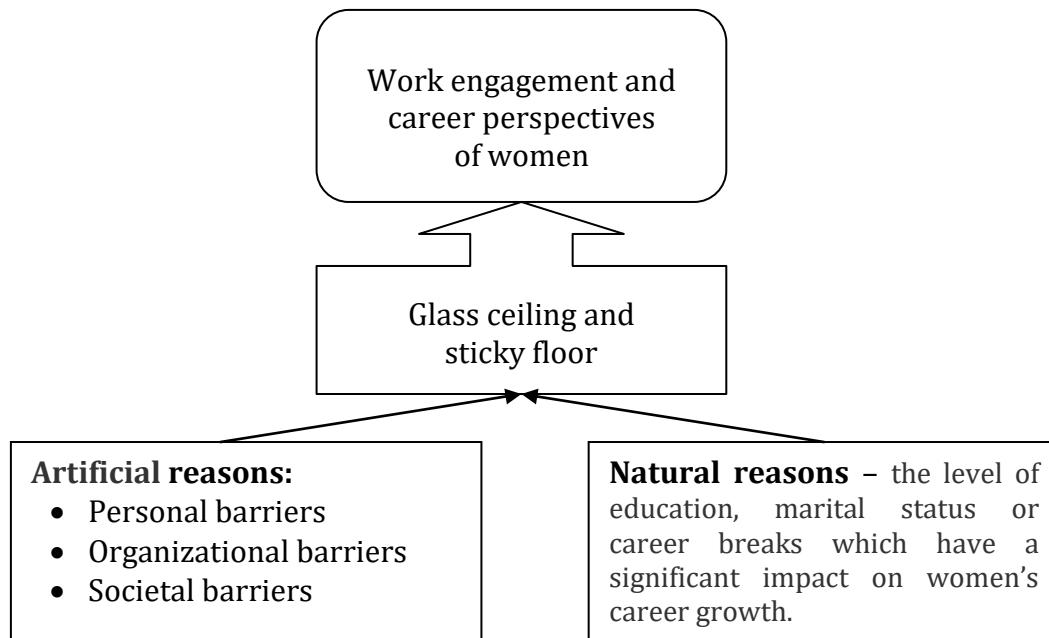 Work engagement and
career perspectives
of women
Glass ceiling and
sticky floor
Artificial reasons:
• Personal barriers
• Organizational barriers
• Societal barriers
Natural reasons – the level of
education, marital status or
career breaks which have a
significant impact on women's
career growth.